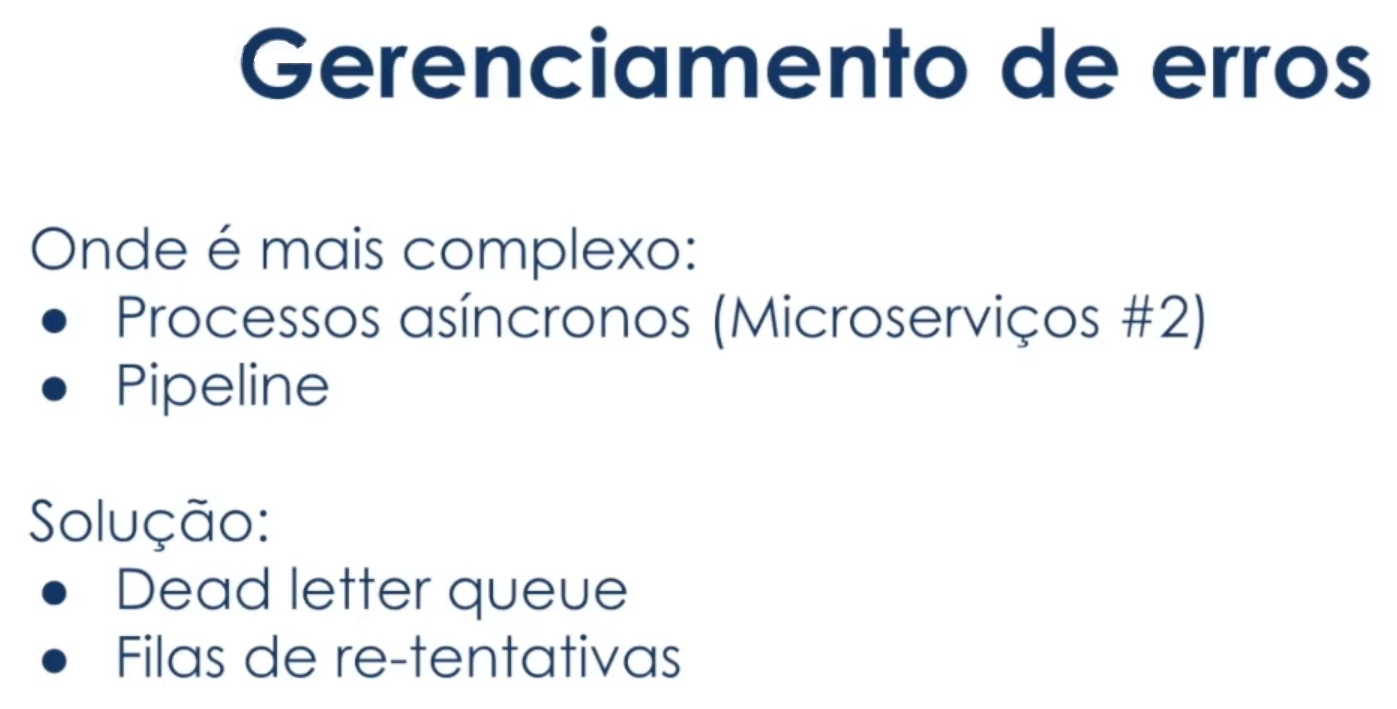 Gerenciamento de erros
Onde é mais complexo:
● Processos asíncronos (Microserviços #2)
● Pipeline
Solução:
● Dead letter queue
● Filas de re-tentativas